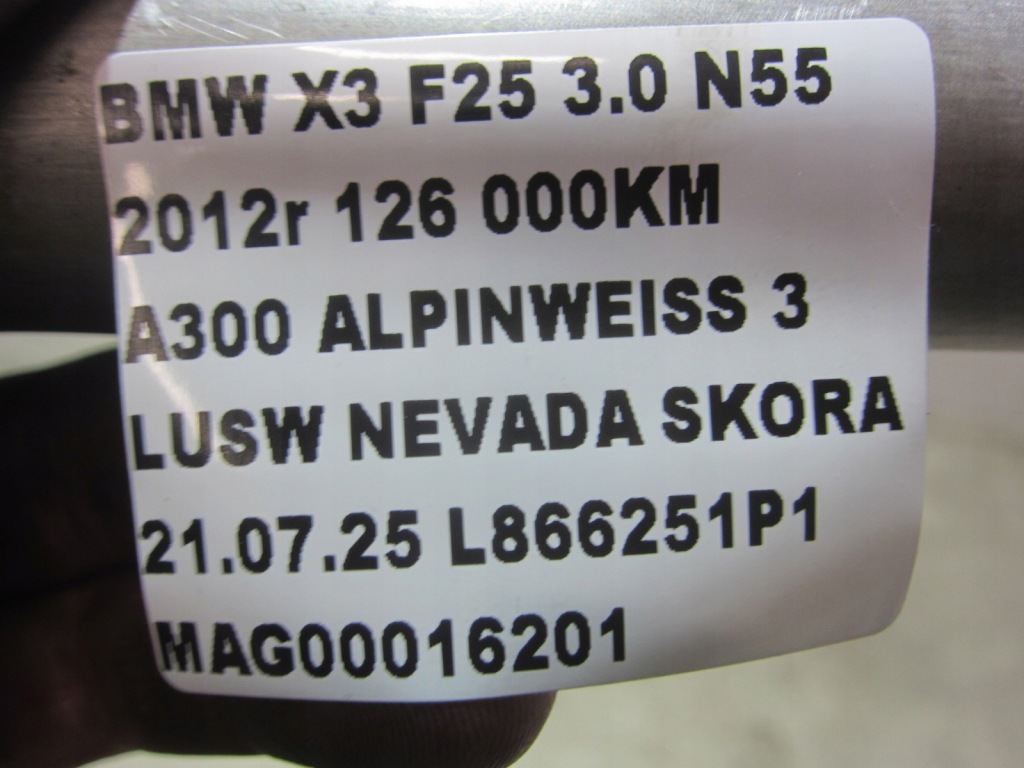 BMW X3 F25 3.0 N55
2012r 126 000KM
A300 ALPINWEISS 3
LUSW NEVADA SKORA
21.07.25 L866251P1
MAG00016201